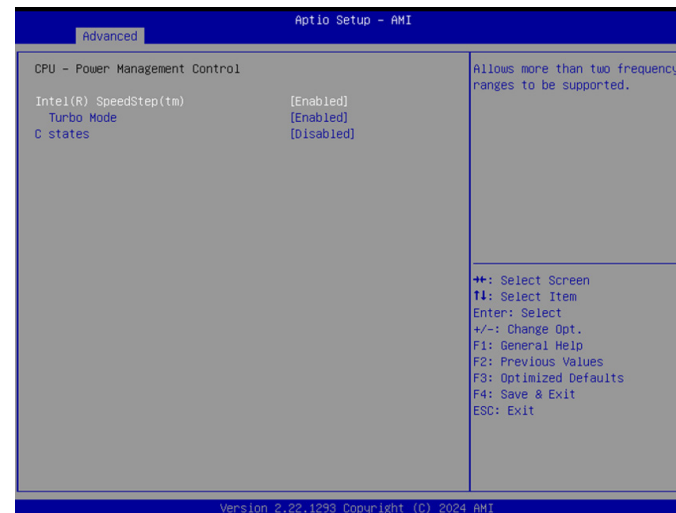 Aptio Setup – AMI
Advanced
CPU – Power Management Control
Intel(R) SpeedStep(tm) [Enabled]
Turbo Mode [Enabled]
C states [Disabled]
Allows more than two frequency
ranges to be supported.
→←: Select Screen
↑↓: Select Item
Enter: Select
+/-: Change Opt.
F1: General Help
F2: Previous Values
F3: Optimized Defaults
F4: Save & Exit
ESC: Exit
Version 2.22.1293 Copyright (C) 2024 AMI